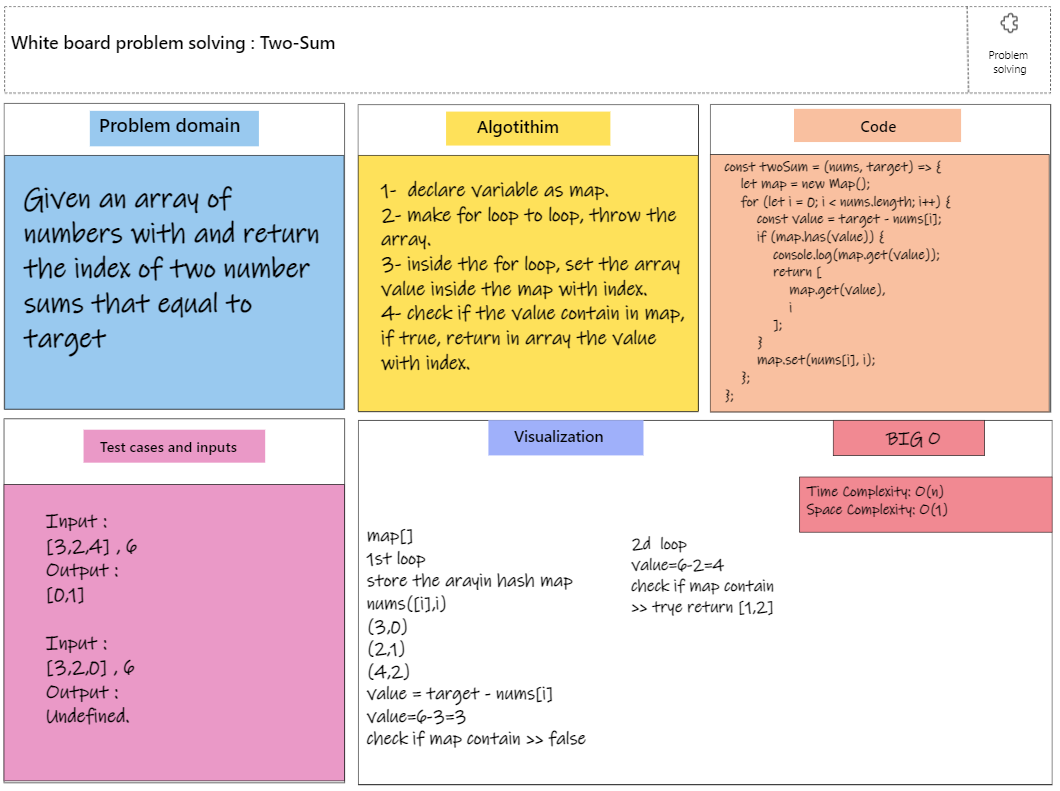 White board problem solving : Two-Sum
Problem
solving
Problem domain
Given an array of
numbers with and return
the index of two number
sums that equal to
target
Algotithim
1- declare variable as map.
2- make for loop to loop, throw the
array.
3- inside the for loop, set the array
value inside the map with index.
4- check if the value contain in map,
if true, return in array the value
with index.
Code
const twoSum = (nums, target) => {
let map = new Map();
for (let i = 0; i < nums.length; i++) {
const value = target - nums[i];
if (map.has(value)) {
console.log(map.get(value));
return [
map.get(value),
i
];
}
map.set(nums[i], i);
};
};
Test cases and inputs
Input :
[3,2,4] , 6
Output :
[0,1]
Input :
[3,2,0] , 6
Output :
Undefined.
Visualization
map[]
1st loop
store the arayin hash map
nums([i],i)
(3,0)
(2,1)
(4,2)
value = target - nums[i]
value=6-3=3
check if map contain >> false
2d loop
value=6-2=4
check if map contain
>> trye return [1,2]
BIG O
Time Complexity: O(n)
Space Complexity: O(1)